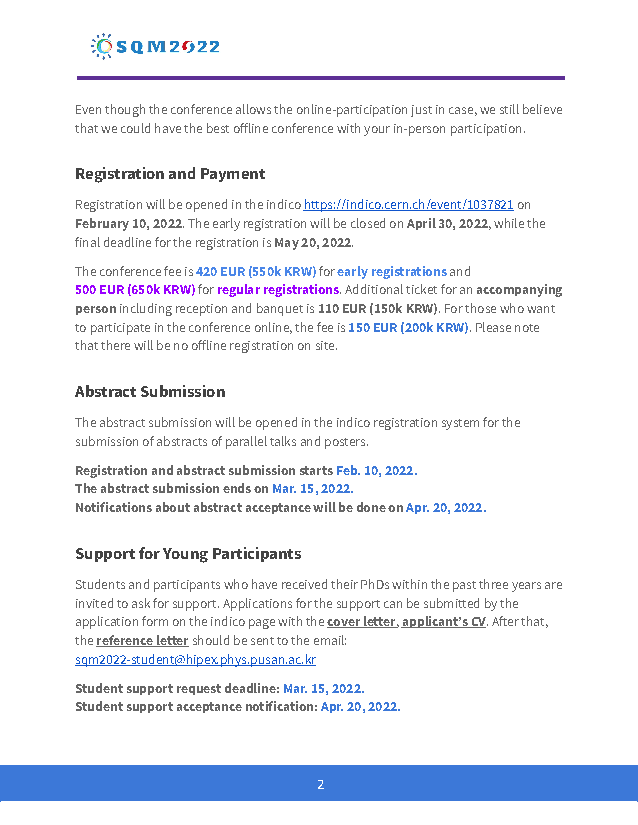 SQM2022
Even though the conference allows the online-participation just in case, we still believe
that we could have the best offline conference with your in-person participation.
Registration and Payment
Registration will be opened in the indico https://indico.cern.ch/event/1037821 on
February 10, 2022. The early registration will be closed on April 30, 2022, while the
final deadline for the registration is May 20, 2022.
The conference fee is 420 EUR (550k KRW) for early registrations and
500 EUR (650k KRW) for regular registrations. Additional ticket for an accompanying
person including reception and banquet is 110 EUR (150k KRW). For those who want
to participate in the conference online, the fee is 150 EUR (200k KRW). Please note
that there will be no offline registration on site.
Abstract Submission
The abstract submission will be opened in the indico registration system for the
submission of abstracts of parallel talks and posters.
Registration and abstract submission starts Feb. 10, 2022.
The abstract submission ends on Mar. 15, 2022.
Notifications about abstract acceptance will be done on Apr. 20, 2022.
Support for Young Participants
Students and participants who have received their PhDs within the past three years are
invited to ask for support. Applications for the support can be submitted by the
application form on the indico page with the cover letter, applicant's CV. After that,
the reference letter should be sent to the email:
sqm2022-student@hipex.phys.pusan.ac.kr
Student support request deadline: Mar. 15, 2022.
Student support acceptance notification: Apr. 20, 2022.
2